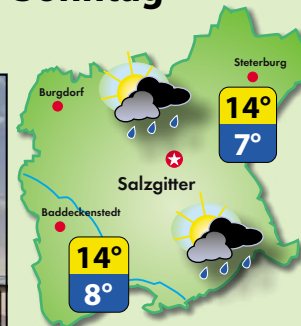 Sonntag
Steterburg
Burgdorf
14°
7°
Salzgitter
Baddeckenstedt
14°
8°